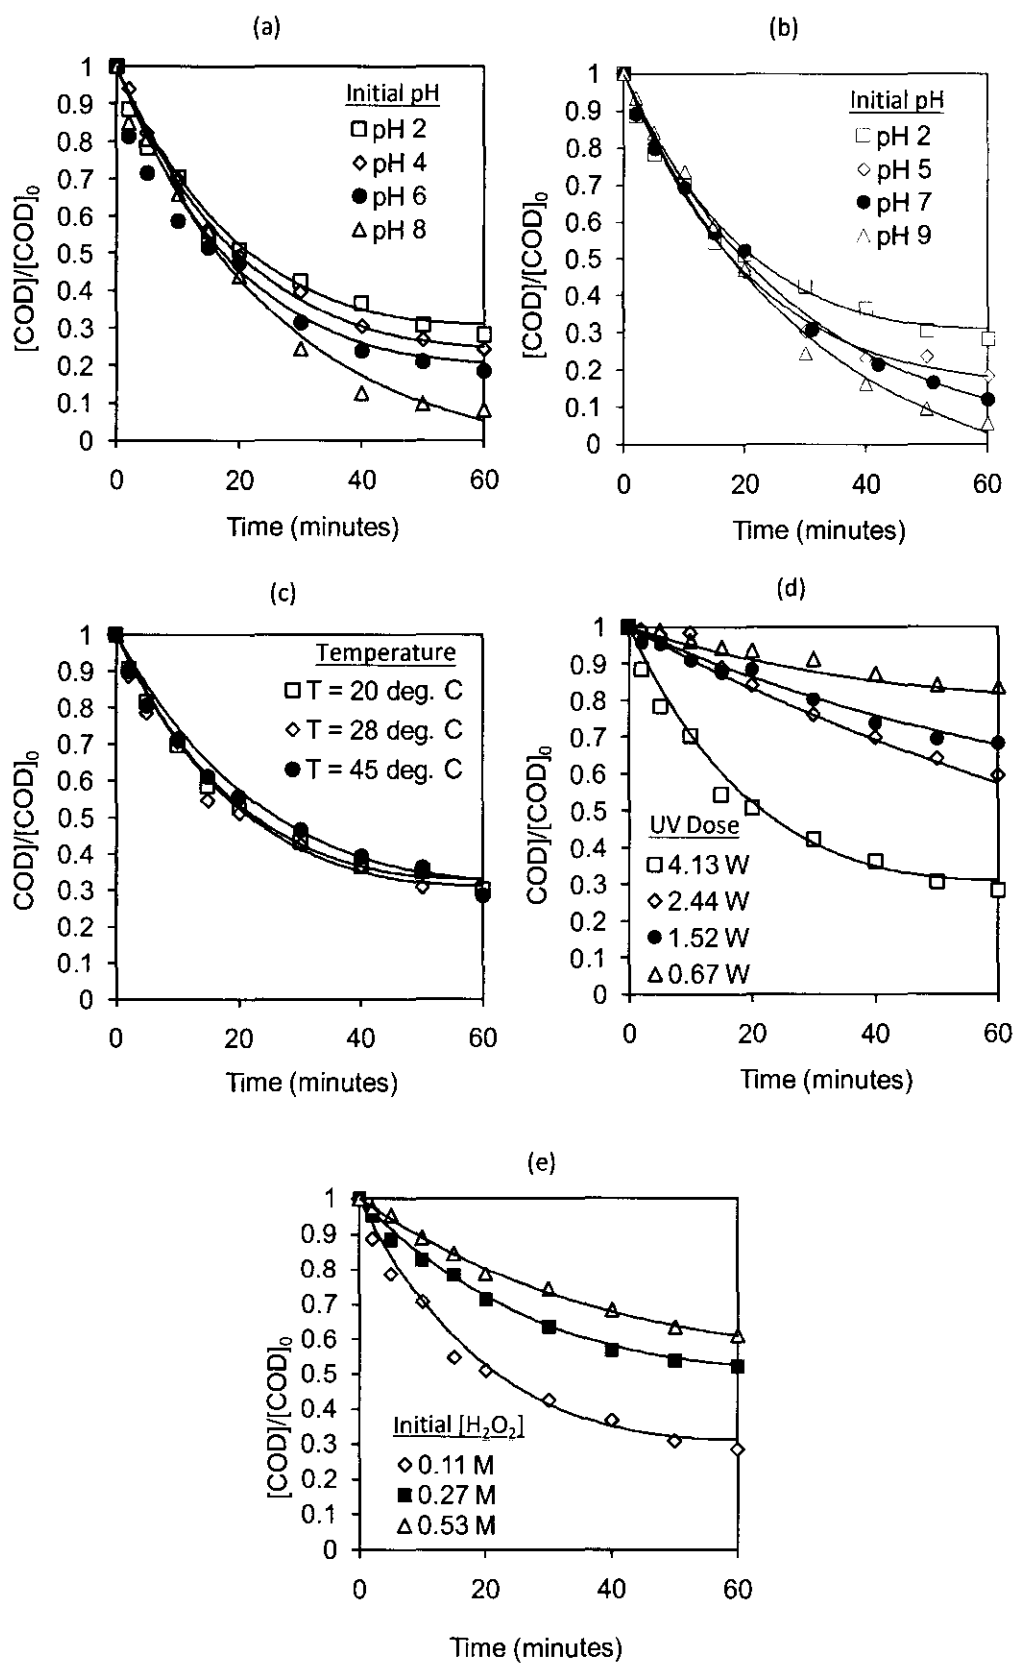 (a)
[COD]/[COD]₀
1
0.9
0.8
0.7
0.6
0.5
0.4
0.3
0.2
0.1
0
Initial pH
pH 2
pH 4
pH 6
pH 8
0 20 40 60
Time (minutes)
(b)
[COD]/[COD]₀
1
0.9
0.8
0.7
0.6
0.5
0.4
0.3
0.2
0.1
0
Initial pH
pH 2
pH 5
pH 7
pH 9
0 20 40 60
Time (minutes)
(c)
COD]/[COD]₀
1
0.9
0.8
0.7
0.6
0.5
0.4
0.3
0.2
0.1
0
Temperature
T = 20 deg. C
T = 28 deg. C
T = 45 deg. C
0 20 40 60
Time (minutes)
(d)
COD]/[COD]₀
1
0.9
0.8
0.7
0.6
0.5
0.4
0.3
0.2
0.1
0
UV Dose
4.13 W
2.44 W
1.52 W
0.67 W
0 20 40 60
Time (minutes)
(e)
[COD]/[COD]₀
1
0.9
0.8
0.7
0.6
0.5
0.4
0.3
0.2
0.1
0
Initial [H₂O₂]
0.11 M
0.27 M
0.53 M
0 20 40 60
Time (minutes)